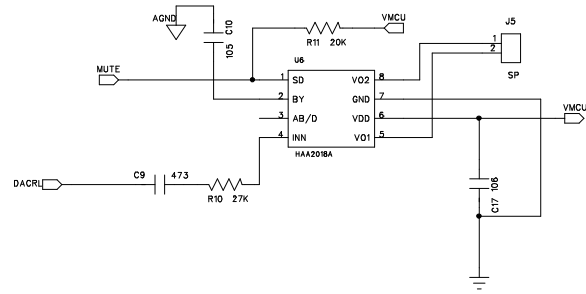 AGND
C10
105
R11 20K
VMCU
J5
1
2
SP
MUTE
U6
1 SD VO2 8
2 BY GND 7
3 AB/D VDD 6
4 INN VO1 5
HAA2018A
VMCU
DACRL
C9 473
R10 27K
106
C17